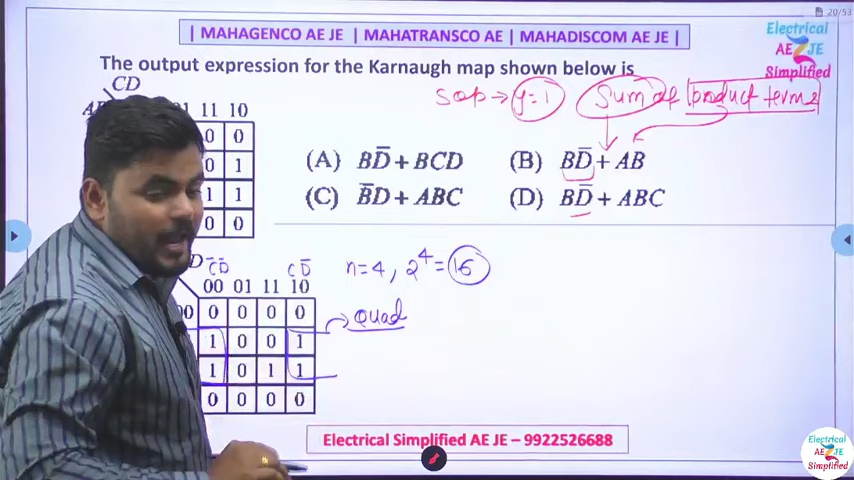 20/53
| MAHAGENCO AE JE | MAHATRANSCO AE | MAHADISCOM AE JE |
Electrical
AE JE
Simplified
The output expression for the Karnaugh map shown below is
CD
11 10
0 0
0 1
1 1
0 0
SOP → y=1 Sum of product terms
(A) BD̅ + BCD (B) BD̅ + AB
(C) B̅D + ABC (D) BD̅ + ABC
C̅D̅ CD̅
00 01 11 10
00 0 0 0 0
1 0 0 1
1 0 1 1
0 0 0 0
n=4, 2⁴=16
Quad
Electrical Simplified AE JE – 9922526688
Electrical
AE JE
Simplified